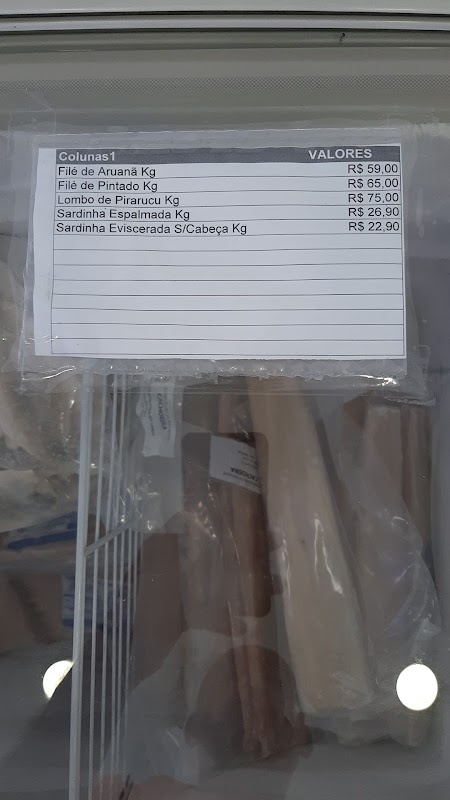 Colunas1 VALORES
Filé de Aruanã Kg R$ 59,00
Filé de Pintado Kg R$ 65,00
Lombo de Pirarucu Kg R$ 75,00
Sardinha Espalmada Kg R$ 26,90
Sardinha Eviscerada S/Cabeça Kg R$ 22,90
CACHOEIRA